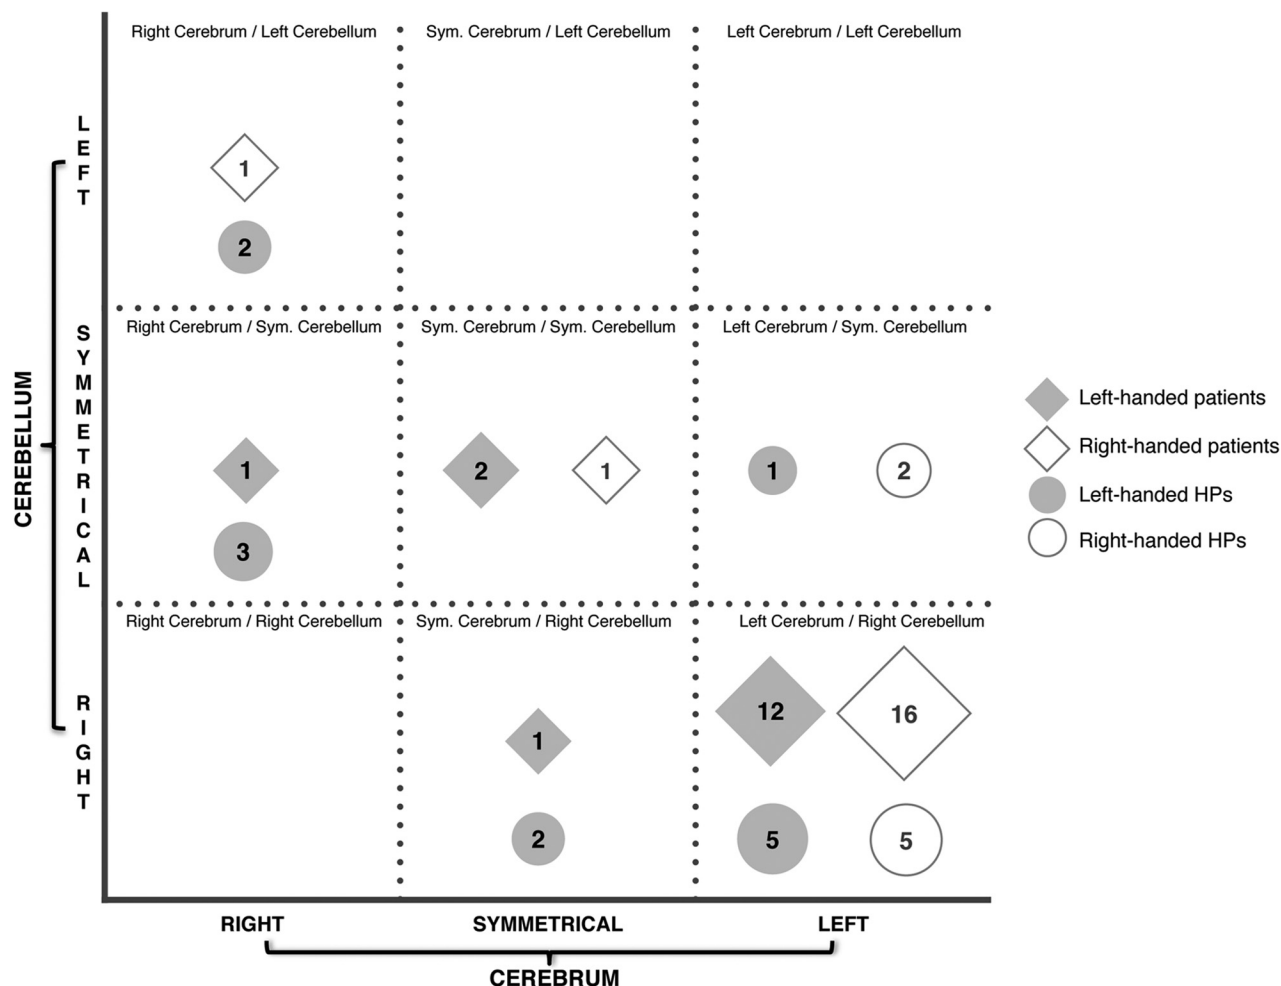 Right Cerebrum / Left Cerebellum
Sym. Cerebrum / Left Cerebellum
Left Cerebrum / Left Cerebellum
LEFT
1
2
Right Cerebrum / Sym. Cerebellum
Sym. Cerebrum / Sym. Cerebellum
Left Cerebrum / Sym. Cerebellum
CEREBELLUM
SYMMETRICAL
1
2
1
1
2
3
Left-handed patients
Right-handed patients
Left-handed HPs
Right-handed HPs
Right Cerebrum / Right Cerebellum
Sym. Cerebrum / Right Cerebellum
Left Cerebrum / Right Cerebellum
RIGHT
1
12
16
2
5
5
RIGHT
SYMMETRICAL
LEFT
CEREBRUM